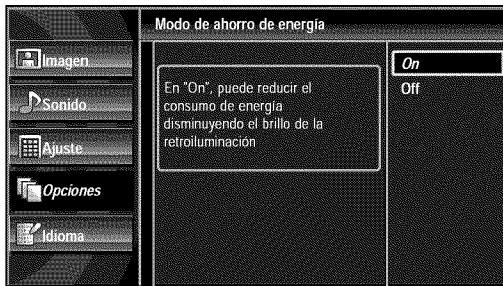 Modo de ahorro de energía
Imagen
Sonido
Ajuste
Opciones
Idioma
En "On", puede reducir el
consumo de energía
disminuyendo el brillo de la
retroiluminación
On
Off